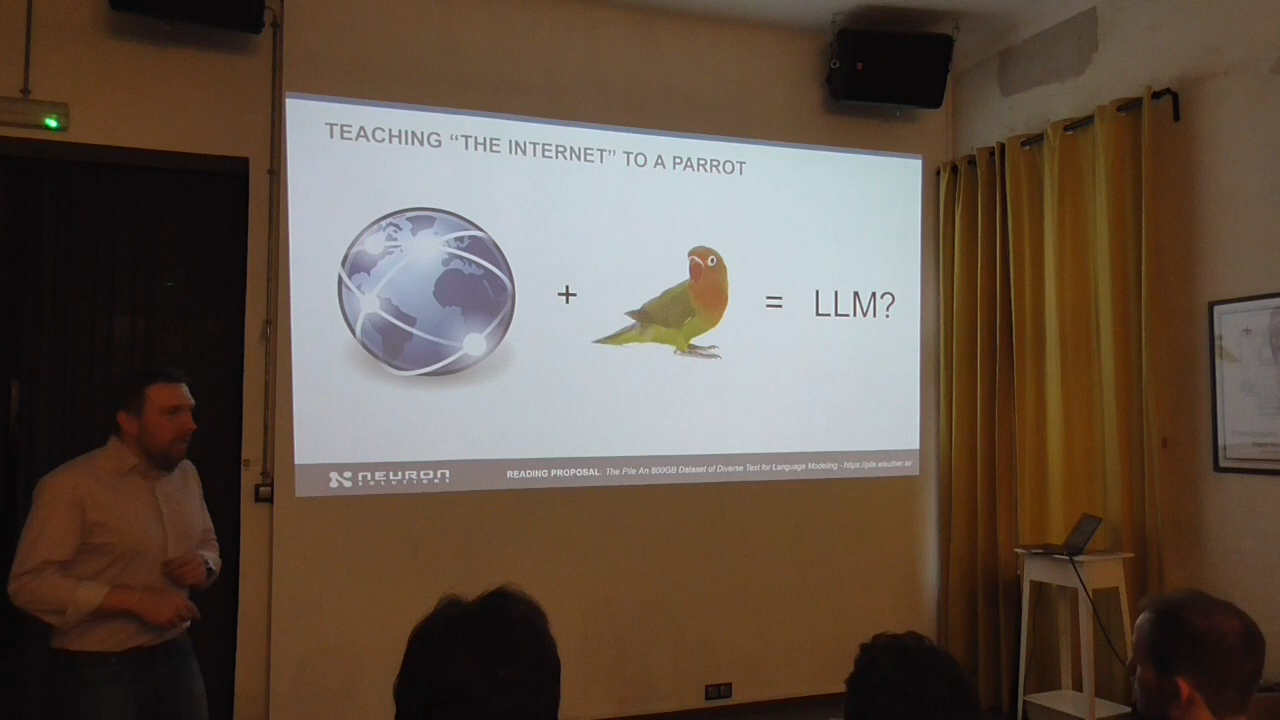 TEACHING “THE INTERNET” TO A PARROT
+ = LLM?
NEURON
SOLUTIONS
READING PROPOSAL: The Pile An 800GB Dataset of Diverse Text for Language Modeling - https://pile.eleuther.ai/